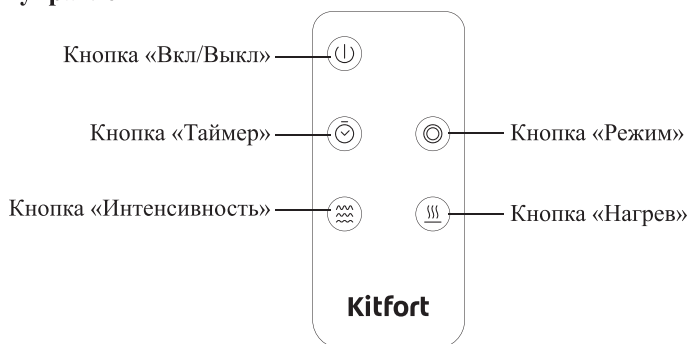 Кнопка «Вкл/Выкл»
Кнопка «Таймер»
Кнопка «Режим»
Кнопка «Интенсивность»
Кнопка «Нагрев»
Kitfort